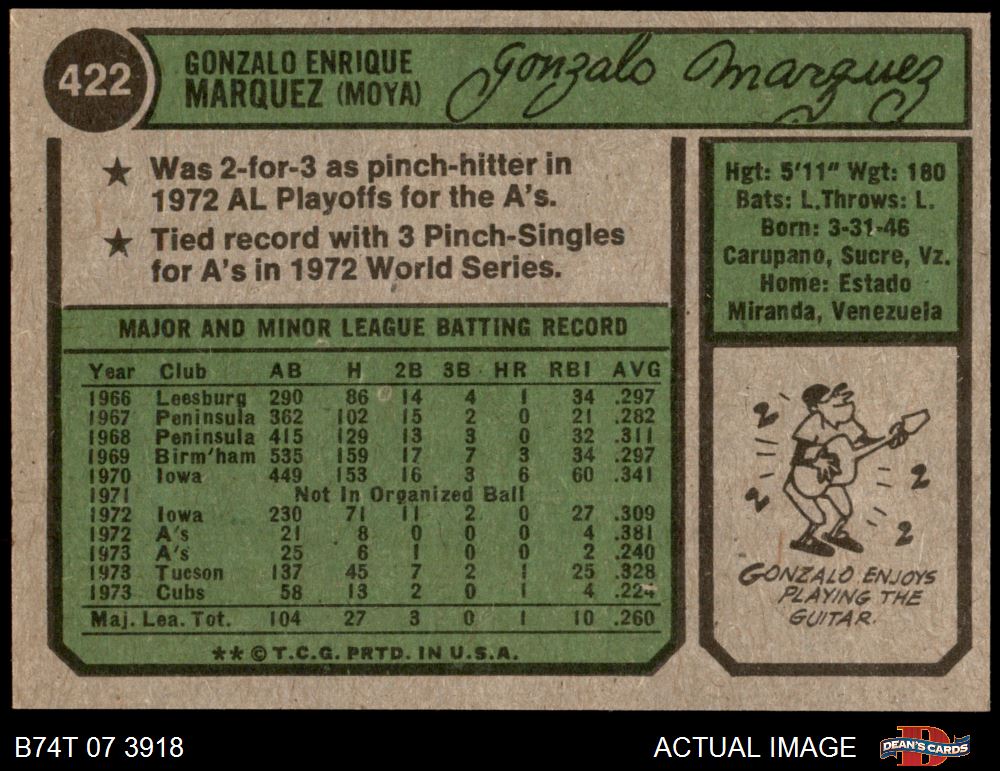 422
GONZALO ENRIQUE
MARQUEZ (MOYA)
Gonzalo Marquez
★ Was 2-for-3 as pinch-hitter in
1972 AL Playoffs for the A's.
★ Tied record with 3 Pinch-Singles
for A's in 1972 World Series.
MAJOR AND MINOR LEAGUE BATTING RECORD
Year Club AB H 2B 3B HR RBI AVG
1966 Leesburg 290 86 14 4 1 34 .297
1967 Peninsula 362 102 15 2 0 21 .282
1968 Peninsula 415 129 13 3 0 32 .311
1969 Birm'ham 535 159 17 7 3 34 .297
1970 Iowa 449 153 16 3 6 60 .341
1971 Not In Organized Ball
1972 Iowa 230 71 11 2 0 27 .309
1972 A's 21 8 0 0 0 4 .381
1973 A's 25 6 1 0 0 2 .240
1973 Tucson 137 45 7 2 1 25 .328
1973 Cubs 58 13 2 0 1 4 .224
Maj. Lea. Tot. 104 27 3 0 1 10 .260
** © T.C.G. PRTD. IN U.S.A.
Hgt: 5'11" Wgt: 180
Bats: L. Throws: L.
Born: 3-31-46
Carupano, Sucre, Vz.
Home: Estado
Miranda, Venezuela
2
2
2
2
GONZALO ENJOYS
PLAYING THE
GUITAR.
B74T 07 3918
ACTUAL IMAGE
DEAN'S CARDS